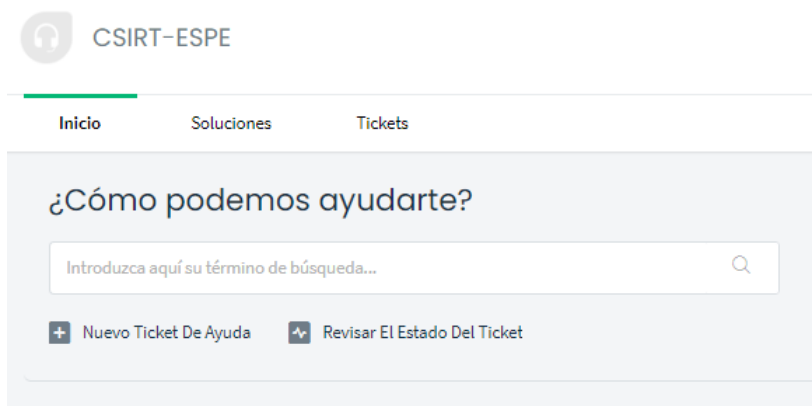 CSIRT-ESPE
Inicio Soluciones Tickets
¿Cómo podemos ayudarte?
Introduzca aquí su término de búsqueda...
Nuevo Ticket De Ayuda Revisar El Estado Del Ticket